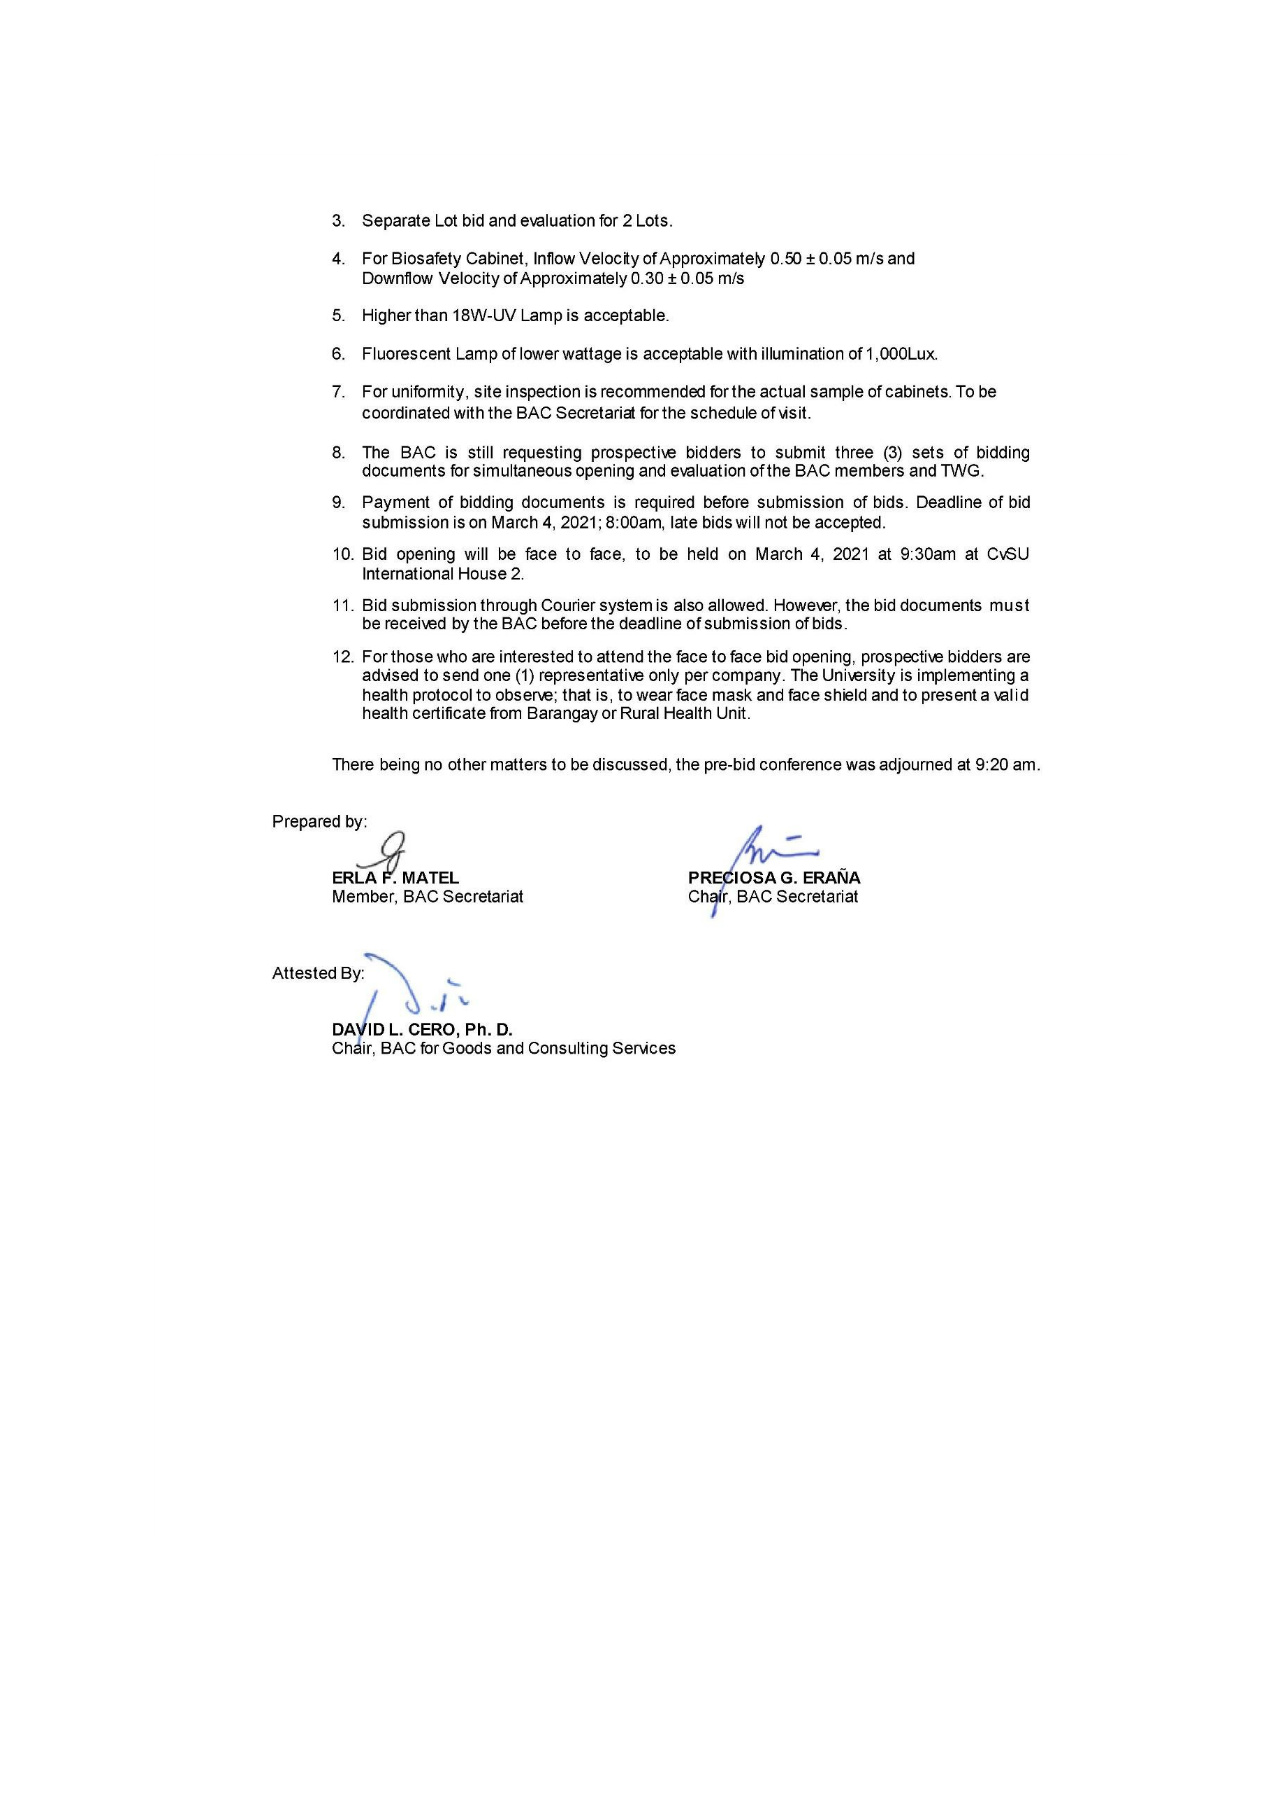 3. Separate Lot bid and evaluation for 2 Lots.
4. For Biosafety Cabinet, Inflow Velocity of Approximately 0.50 ± 0.05 m/s and
Downflow Velocity of Approximately 0.30 ± 0.05 m/s
5. Higher than 18W-UV Lamp is acceptable.
6. Fluorescent Lamp of lower wattage is acceptable with illumination of 1,000Lux.
7. For uniformity, site inspection is recommended for the actual sample of cabinets. To be
coordinated with the BAC Secretariat for the schedule of visit.
8. The BAC is still requesting prospective bidders to submit three (3) sets of bidding
documents for simultaneous opening and evaluation of the BAC members and TWG.
9. Payment of bidding documents is required before submission of bids. Deadline of bid
submission is on March 4, 2021; 8:00am, late bids will not be accepted.
10. Bid opening will be face to face, to be held on March 4, 2021 at 9:30am at CvSU
International House 2.
11. Bid submission through Courier system is also allowed. However, the bid documents must
be received by the BAC before the deadline of submission of bids.
12. For those who are interested to attend the face to face bid opening, prospective bidders are
advised to send one (1) representative only per company. The University is implementing a
health protocol to observe; that is, to wear face mask and face shield and to present a valid
health certificate from Barangay or Rural Health Unit.
There being no other matters to be discussed, the pre-bid conference was adjourned at 9:20 am.
Prepared by:
ERLA F. MATEL PRECIOSA G. ERAÑA
Member, BAC Secretariat Chair, BAC Secretariat
Attested By:
DAVID L. CERO, Ph. D.
Chair, BAC for Goods and Consulting Services